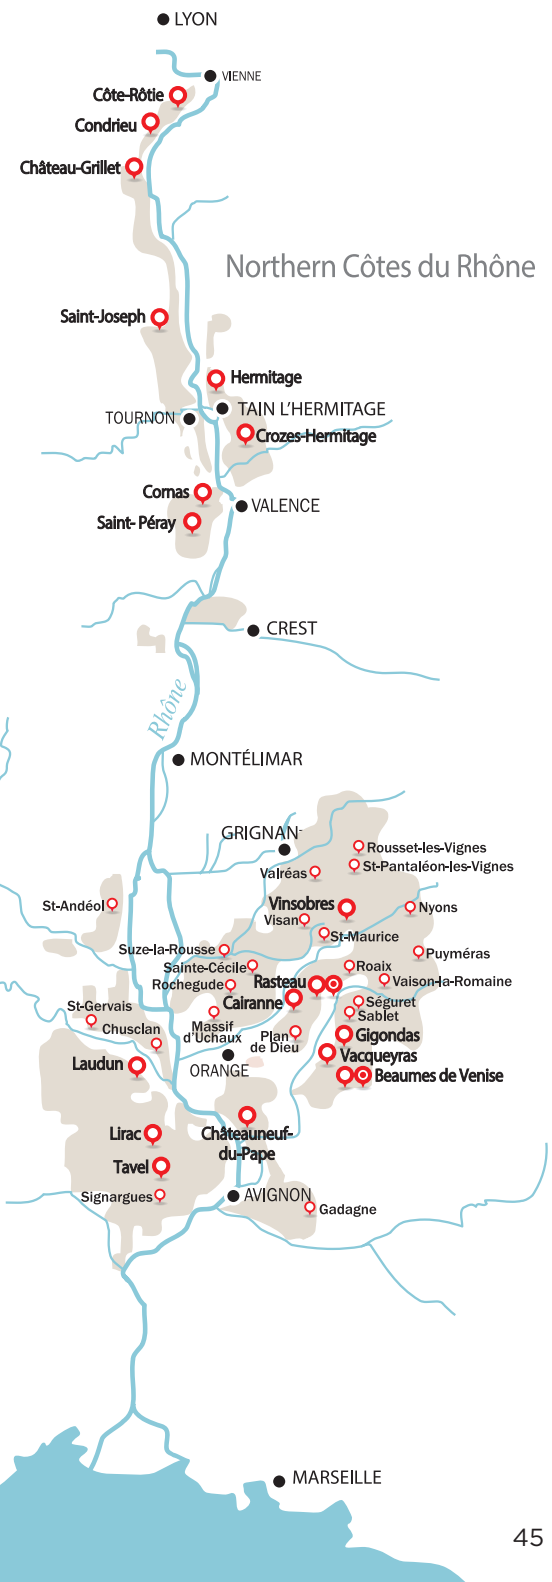 LYON
VIENNE
Côte-Rôtie
Condrieu
Château-Grillet
Northern Côtes du Rhône
Saint-Joseph
Hermitage
TAIN L'HERMITAGE
TOURNON
Crozes-Hermitage
Cornas
VALENCE
Saint- Péray
CREST
Rhône
MONTÉLIMAR
GRIGNAN
Rousset-les-Vignes
St-Pantaléon-les-Vignes
Valréas
St-Andéol
Vinsobres
Nyons
Visan
St-Maurice
Suze-la-Rousse
Puyméras
Sainte-Cécile
Roaix
Rochegude
Rasteau
Vaison-la-Romaine
Cairanne
Séguret
Sablet
St-Gervais
Massif
d'Uchaux
Chusclan
Plan
de Dieu
Gigondas
Vacqueyras
Laudun
ORANGE
Beaumes de Venise
Lirac
Châteauneuf-
du-Pape
Tavel
Signargues
AVIGNON
Gadagne
MARSEILLE
45